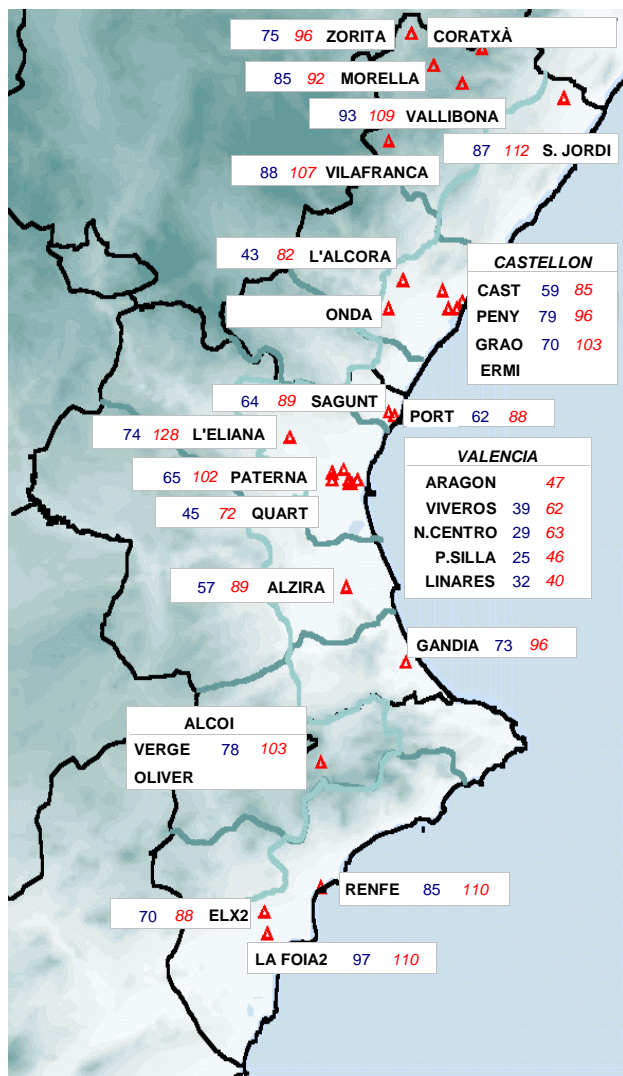 75 96 ZORITA
CORATXÀ
85 92 MORELLA
93 109 VALLIBONA
87 112 S. JORDI
88 107 VILAFRANCA
43 82 L'ALCORA
CASTELLON
CAST 59 85
PENY 79 96
GRAO 70 103
ERMI
ONDA
64 89 SAGUNT
PORT 62 88
74 128 L'ELIANA
65 102 PATERNA
45 72 QUART
VALENCIA
ARAGON 47
VIVEROS 39 62
N.CENTRO 29 63
P.SILLA 25 46
LINARES 32 40
57 89 ALZIRA
GANDIA 73 96
ALCOI
VERGE 78 103
OLIVER
RENFE 85 110
70 88 ELX2
LA FOIA2 97 110